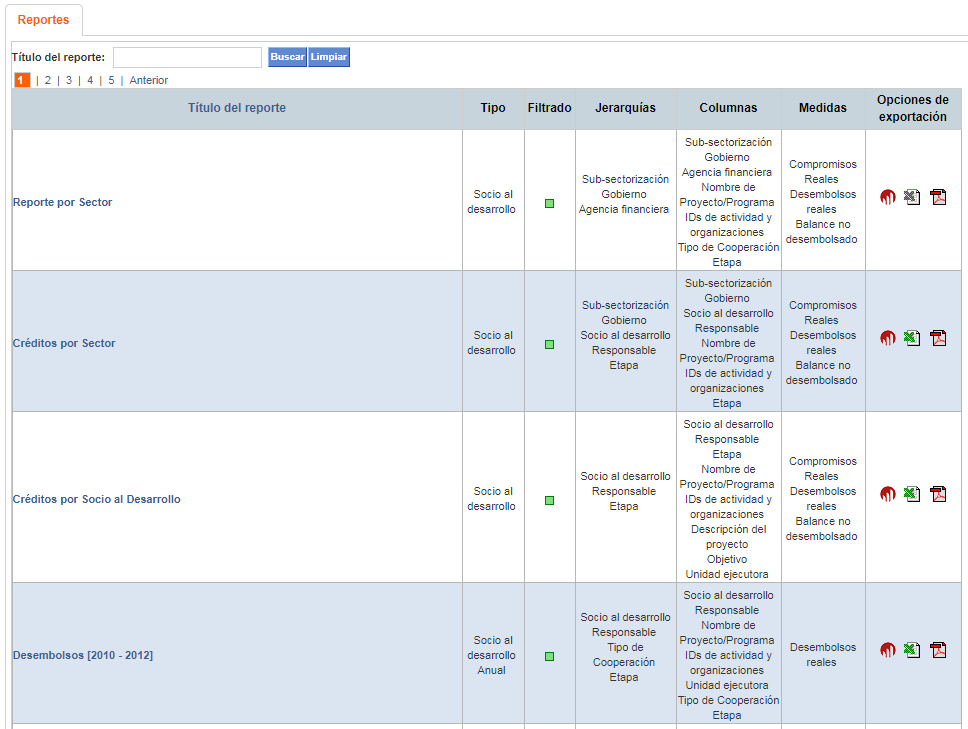 Reportes
Título del reporte: Buscar Limpiar
1 | 2 | 3 | 4 | 5 | Anterior
Título del reporte Tipo Filtrado Jerarquías Columnas Medidas Opciones de exportación
Reporte por Sector
Socio al
desarrollo
Sub-sectorización
Gobierno
Agencia financiera
Sub-sectorización
Gobierno
Agencia financiera
Nombre de
Proyecto/Programa
IDs de actividad y
organizaciones
Tipo de Cooperación
Etapa
Compromisos
Reales
Desembolsos
reales
Balance no
desembolsado
Créditos por Sector
Socio al
desarrollo
Sub-sectorización
Gobierno
Socio al desarrollo
Responsable
Etapa
Sub-sectorización
Gobierno
Socio al desarrollo
Responsable
Nombre de
Proyecto/Programa
IDs de actividad y
organizaciones
Etapa
Compromisos
Reales
Desembolsos
reales
Balance no
desembolsado
Créditos por Socio al Desarrollo
Socio al
desarrollo
Socio al desarrollo
Responsable
Etapa
Socio al desarrollo
Responsable
Etapa
Nombre de
Proyecto/Programa
IDs de actividad y
organizaciones
Descripción del
proyecto
Objetivo
Unidad ejecutora
Compromisos
Reales
Desembolsos
reales
Balance no
desembolsado
Desembolsos [2010 - 2012]
Socio al
desarrollo
Anual
Socio al desarrollo
Responsable
Tipo de
Cooperación
Etapa
Socio al desarrollo
Responsable
Nombre de
Proyecto/Programa
IDs de actividad y
organizaciones
Unidad ejecutora
Tipo de Cooperación
Etapa
Desembolsos
reales